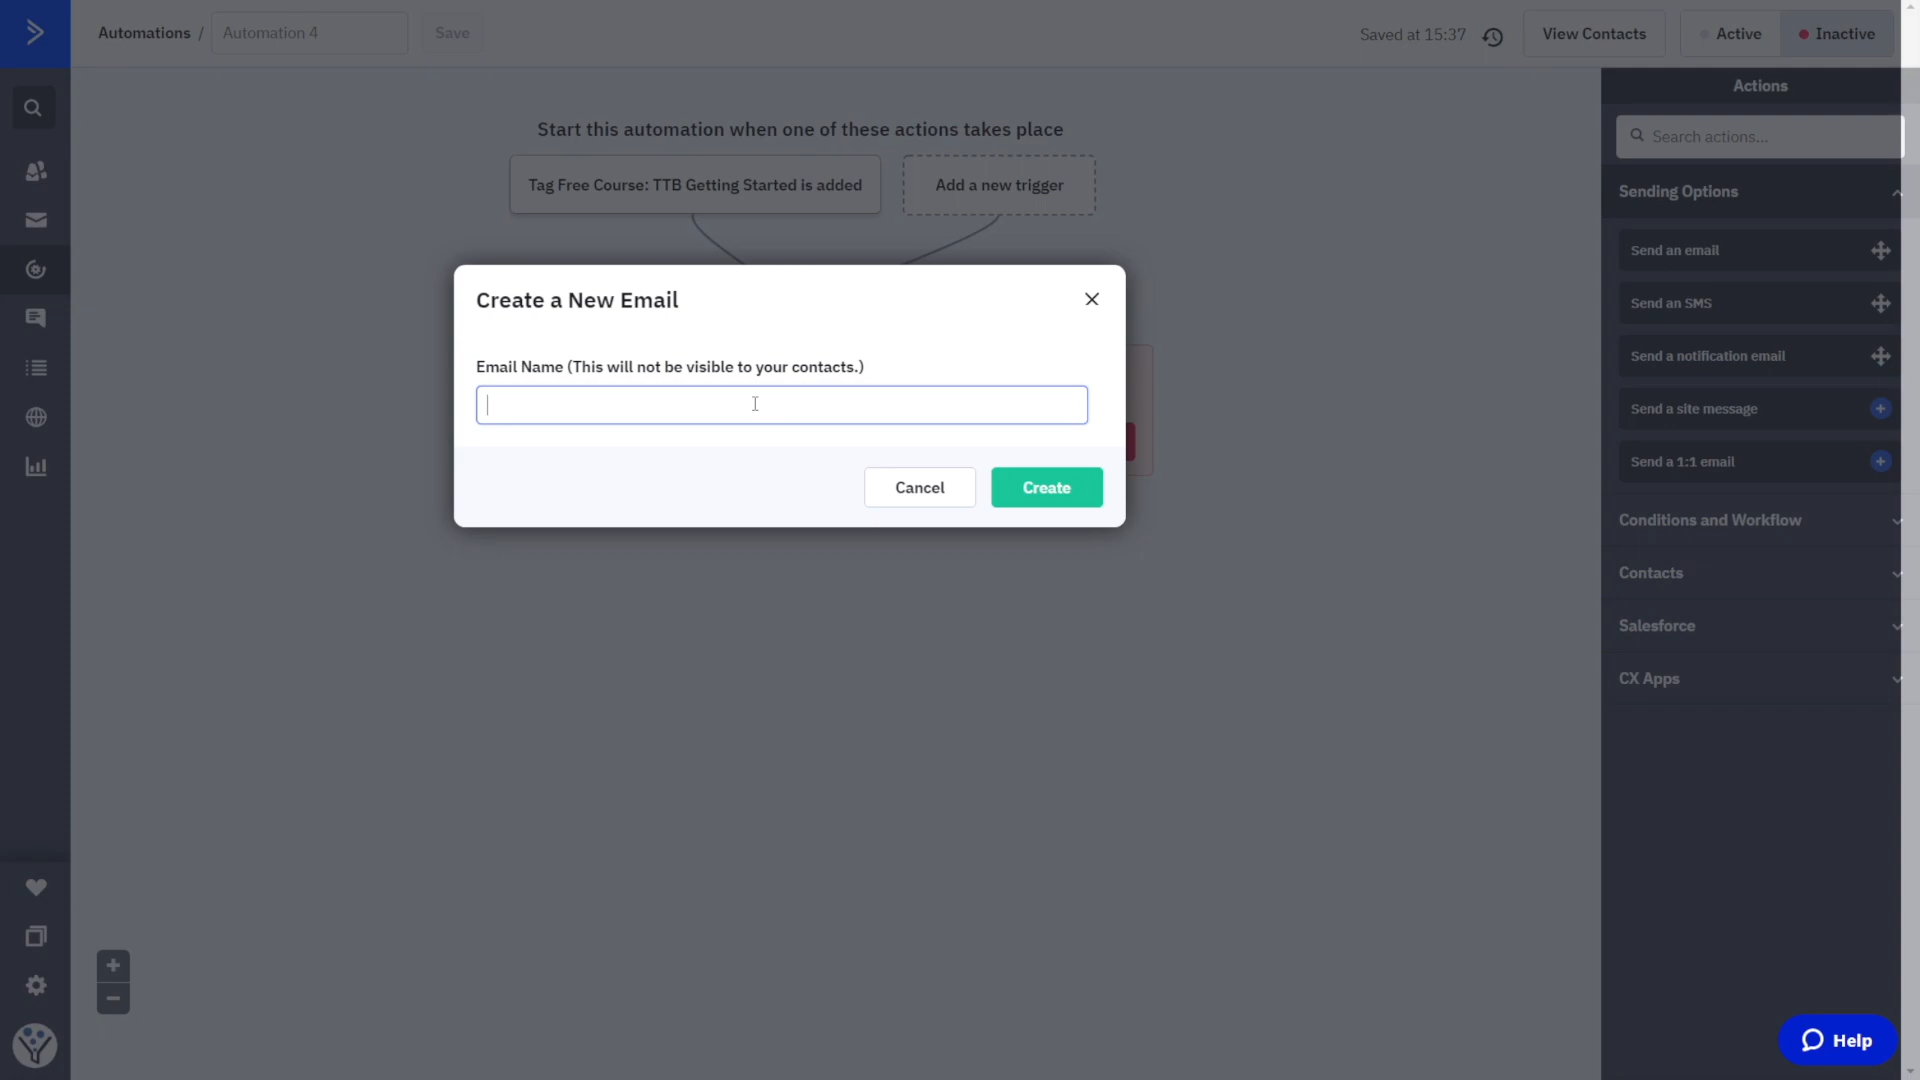 Automations / Automation 4 Save Saved at 15:37 View Contacts Active Inactive
Start this automation when one of these actions takes place
Tag Free Course: TTB Getting Started is added Add a new trigger
Create a New Email
Email Name (This will not be visible to your contacts.)
Cancel Create
Actions
Search actions...
Sending Options
Send an email
Send an SMS
Send a notification email
Send a site message
Send a 1:1 email
Conditions and Workflow
Contacts
Salesforce
CX Apps
Help